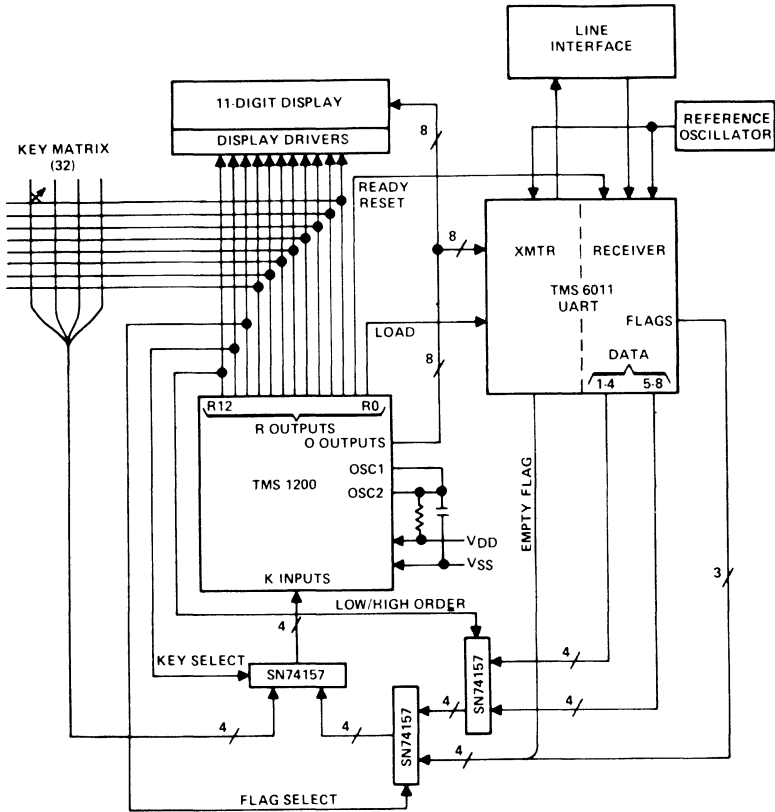 LINE
INTERFACE
11-DIGIT DISPLAY
DISPLAY DRIVERS
8
REFERENCE
OSCILLATOR
KEY MATRIX
(32)
READY
RESET
8
XMTR
RECEIVER
TMS 6011
UART
FLAGS
LOAD
DATA
1-4
5-8
8
R12
R0
R OUTPUTS
O OUTPUTS
OSC1
TMS 1200
OSC2
VDD
VSS
K INPUTS
EMPTY FLAG
3
LOW/HIGH ORDER
4
KEY SELECT
SN74157
SN74157
4
4
4
4
4
SN74157
4
FLAG SELECT